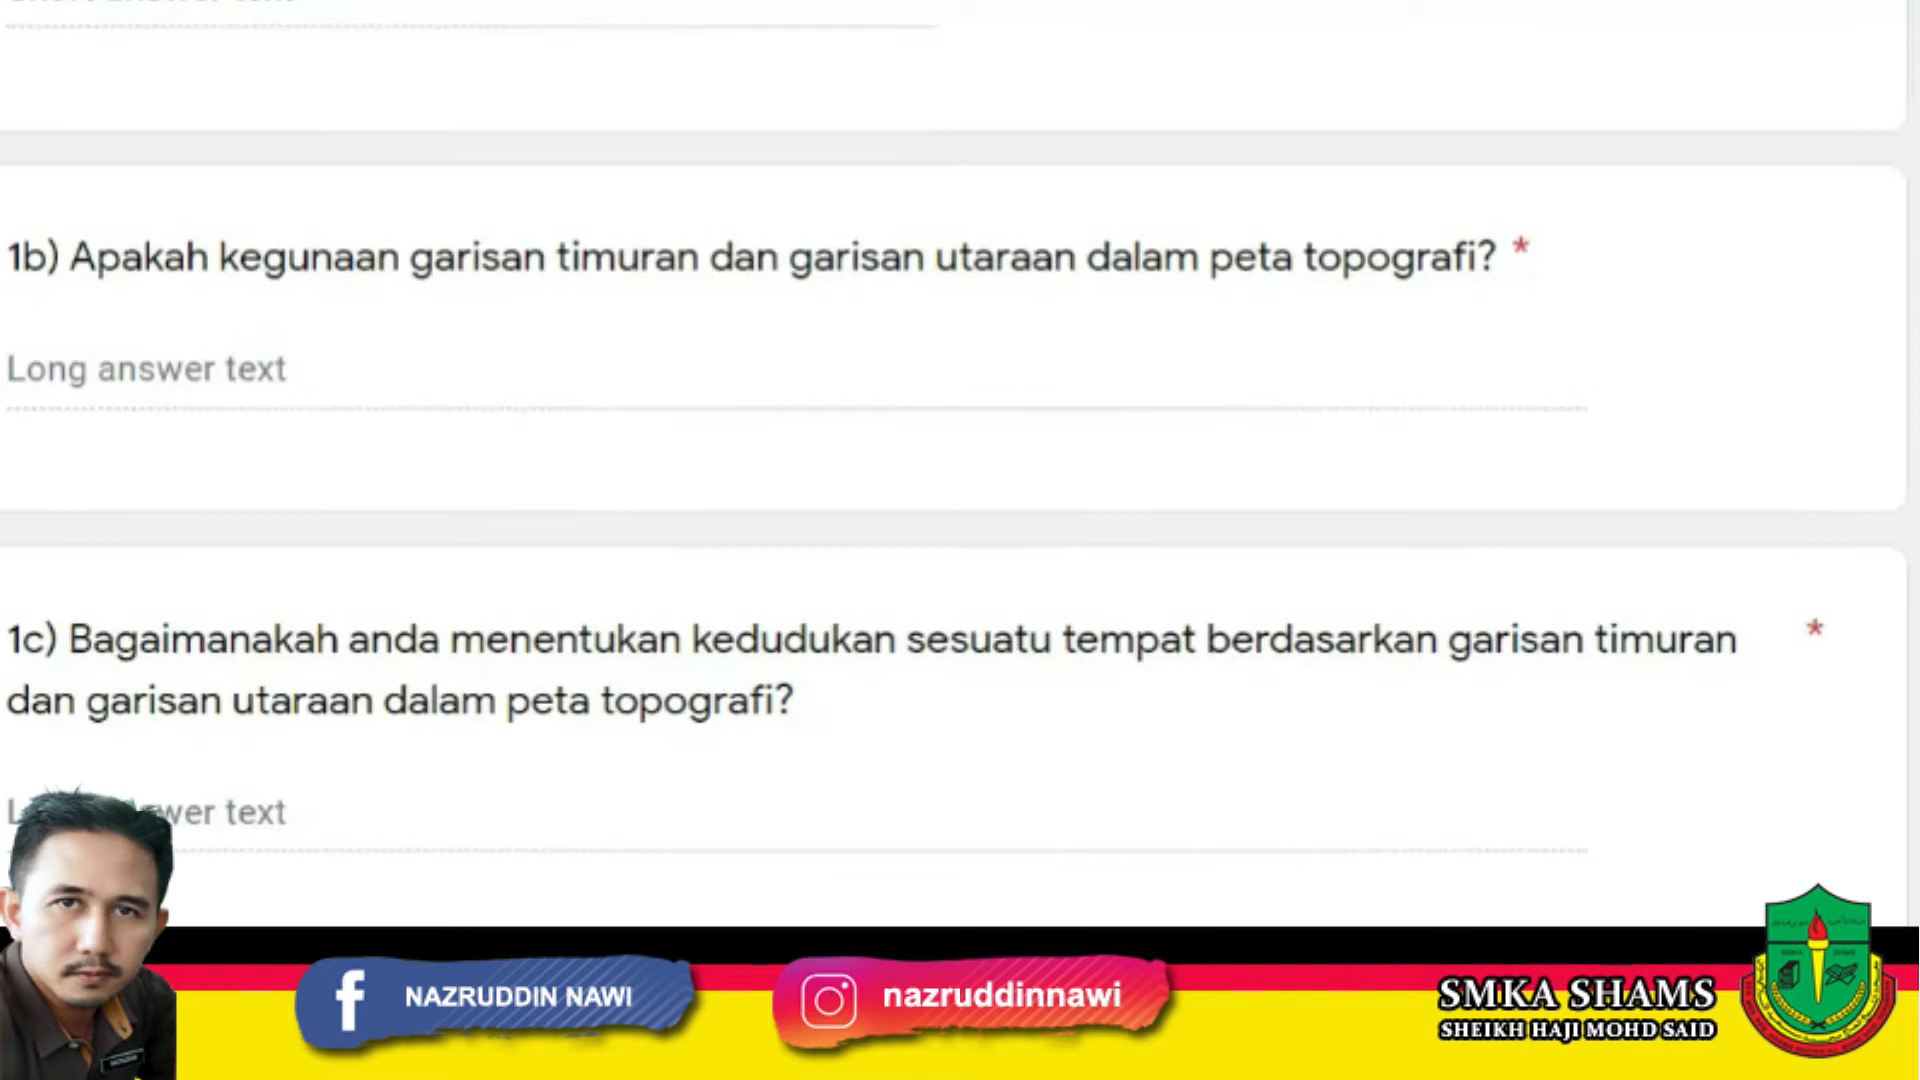 1b) Apakah kegunaan garisan timuran dan garisan utaraan dalam peta topografi? *
Long answer text
1c) Bagaimanakah anda menentukan kedudukan sesuatu tempat berdasarkan garisan timuran *
dan garisan utaraan dalam peta topografi?
wer text
NAZRUDDIN NAWI
nazruddinnawi
SMKA SHAMS
SHEIKH HAJI MOHD SAID